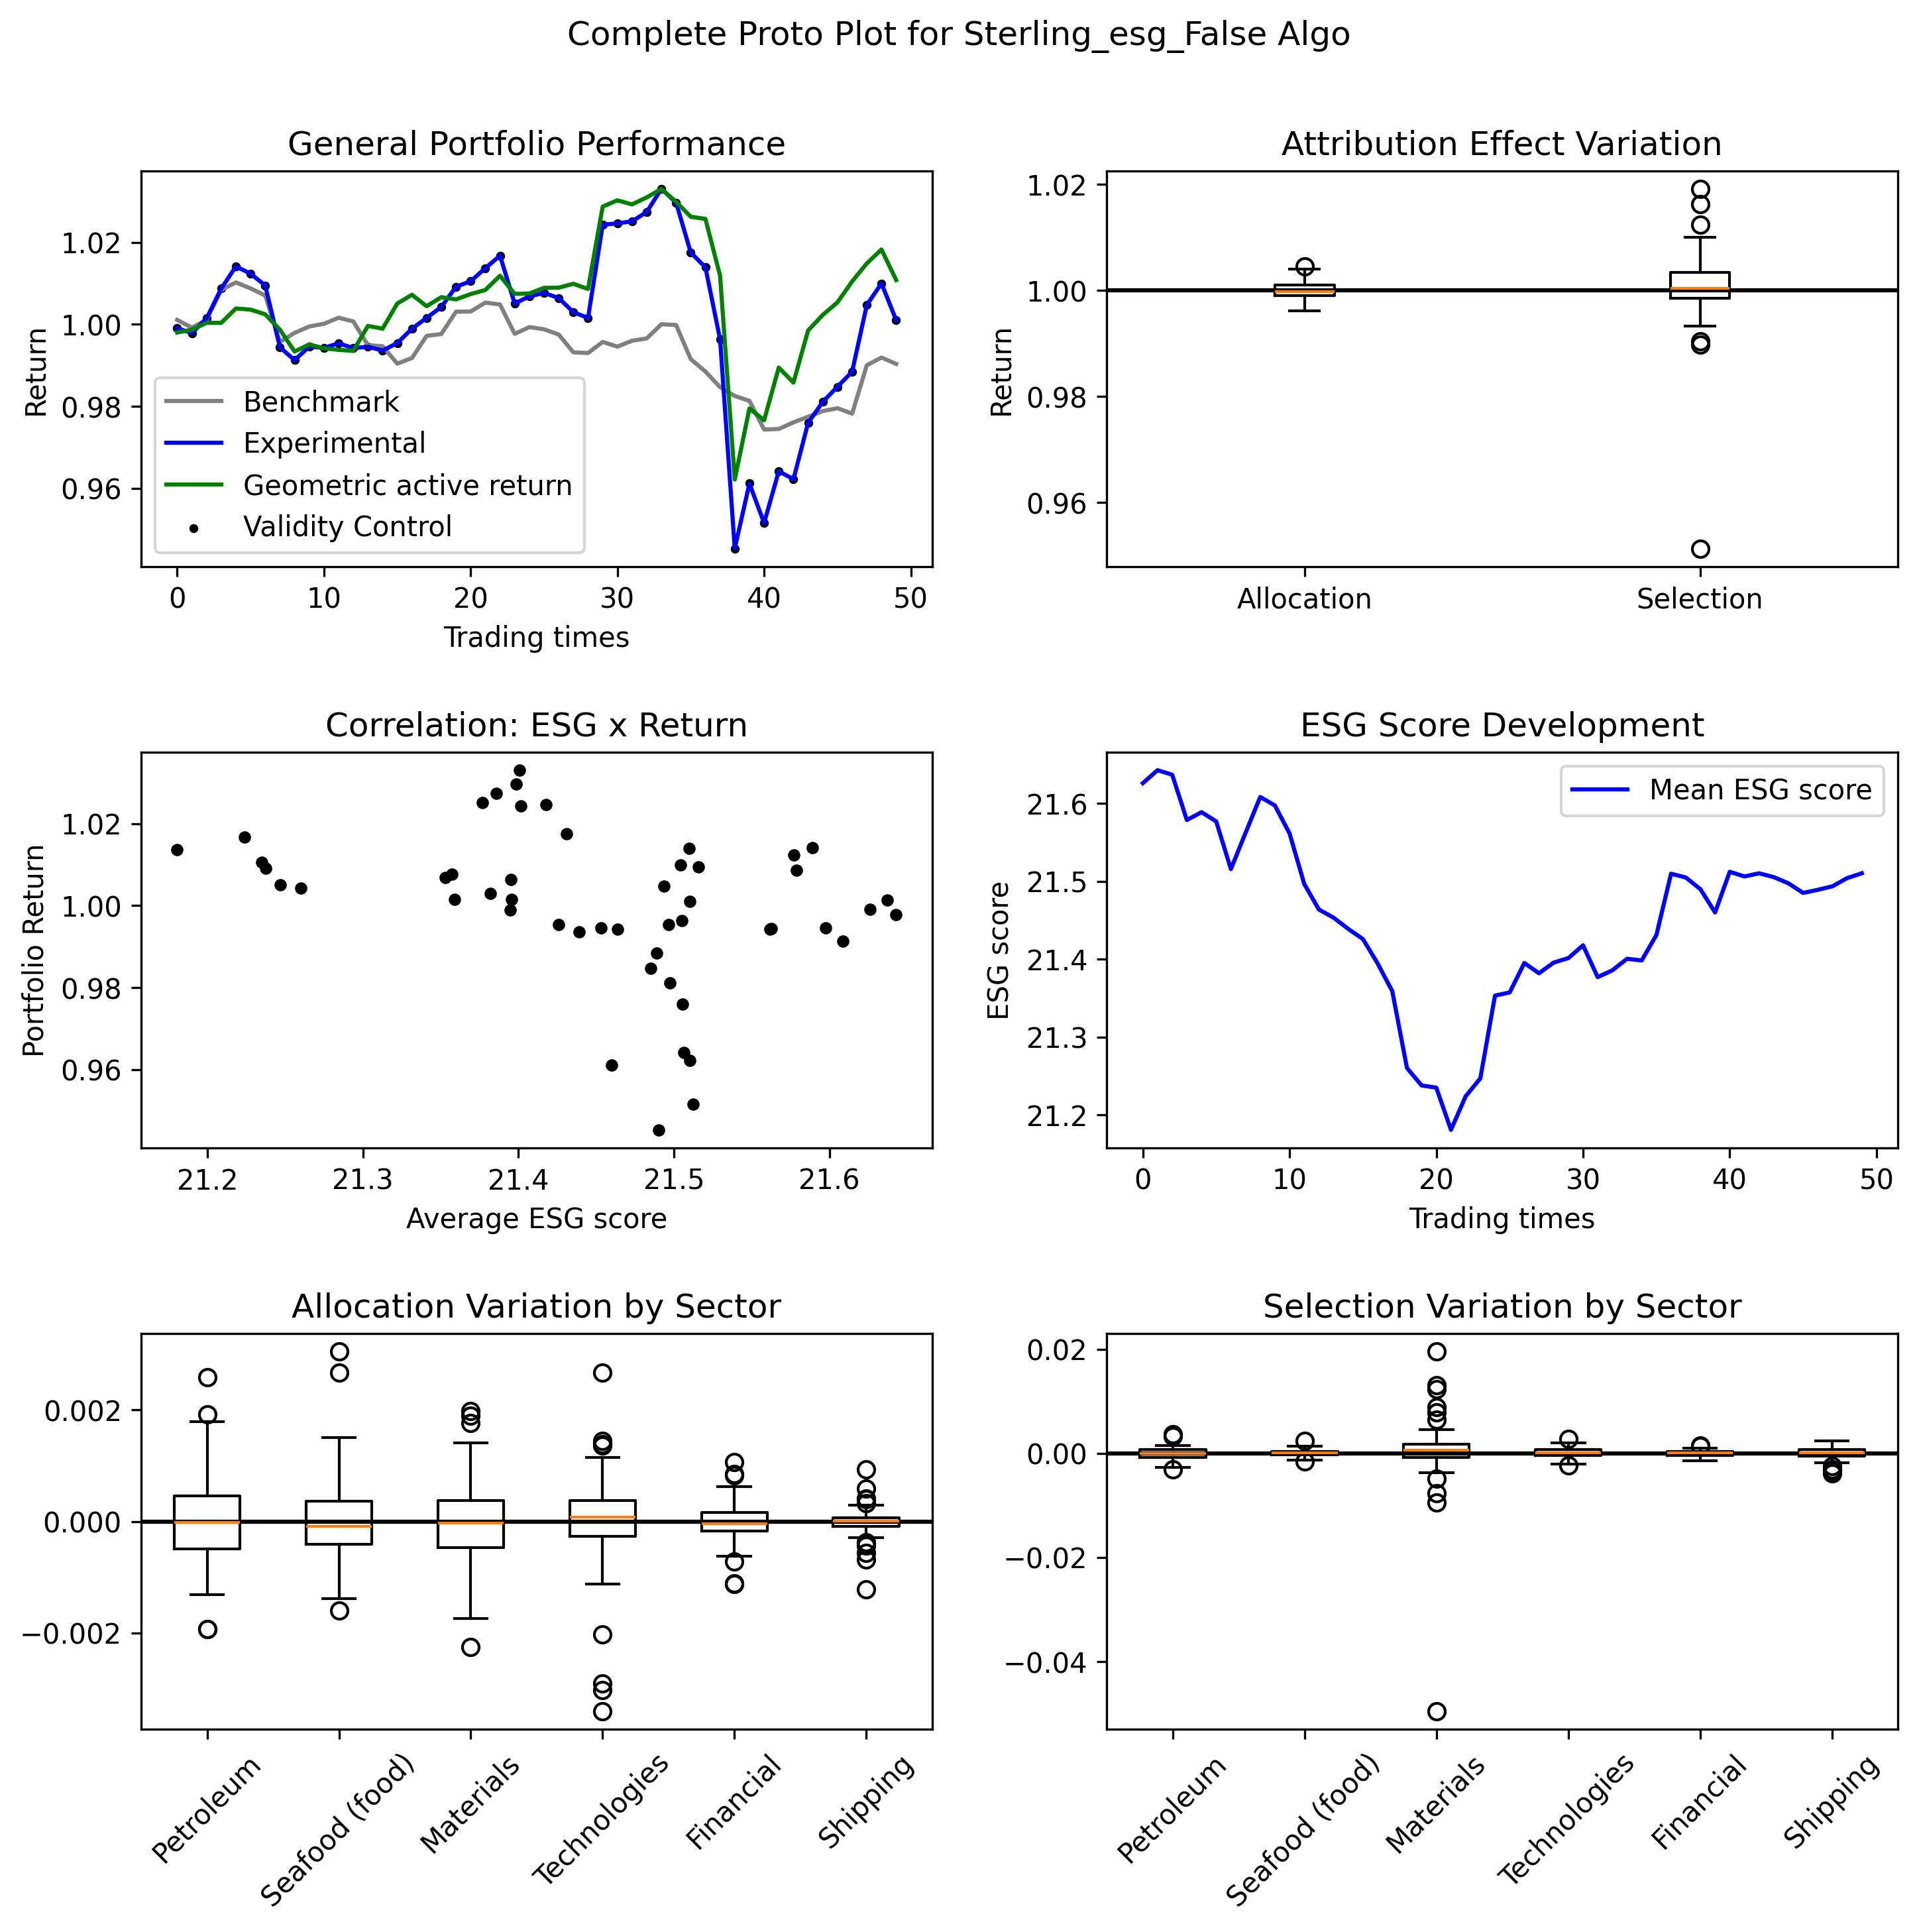 Complete Proto Plot for Sterling_esg_False Algo
General Portfolio Performance
Return
1.02
1.00
0.98
0.96
Benchmark
Experimental
Geometric active return
Validity Control
0 10 20 30 40 50
Trading times
Attribution Effect Variation
Return
1.02
1.00
0.98
0.96
Allocation Selection
Correlation: ESG x Return
Portfolio Return
1.02
1.00
0.98
0.96
21.2 21.3 21.4 21.5 21.6
Average ESG score
ESG Score Development
ESG score
21.6
21.5
21.4
21.3
21.2
Mean ESG score
0 10 20 30 40 50
Trading times
Allocation Variation by Sector
0.002
0.000
−0.002
Petroleum
Seafood (food)
Materials
Technologies
Financial
Shipping
Selection Variation by Sector
0.02
0.00
−0.02
−0.04
Petroleum
Seafood (food)
Materials
Technologies
Financial
Shipping